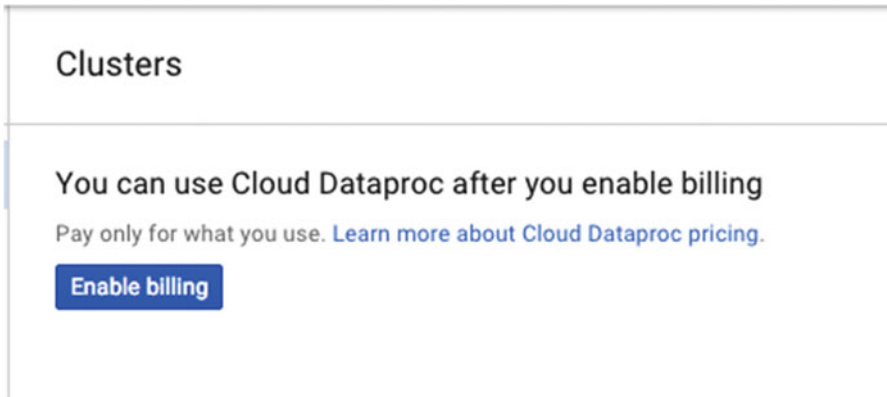 Clusters
You can use Cloud Dataproc after you enable billing
Pay only for what you use. Learn more about Cloud Dataproc pricing.
Enable billing